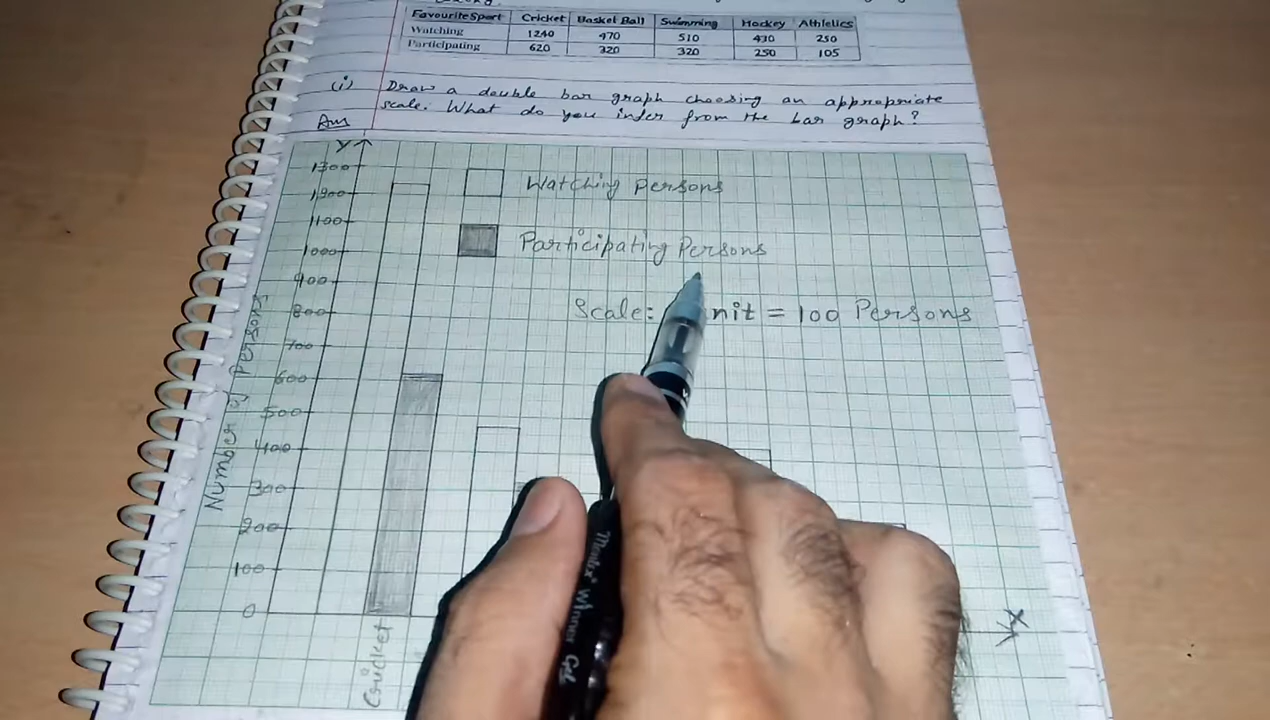 Favourite Sport Cricket Basket Ball Swimming Hockey Athletics
Watching 1240 470 510 430 250
Participating 620 320 320 250 105
(i) Draw a double bar graph choosing an appropriate
scale. What do you infer from the bar graph?
Ans
Y
1300
1200
1100
1000
900
800
700
600
500
400
300
200
100
0
Number of persons
Watching Persons
Participating Persons
Scale: nit = 100 Persons
Cricket
X
Montex Winner Gel